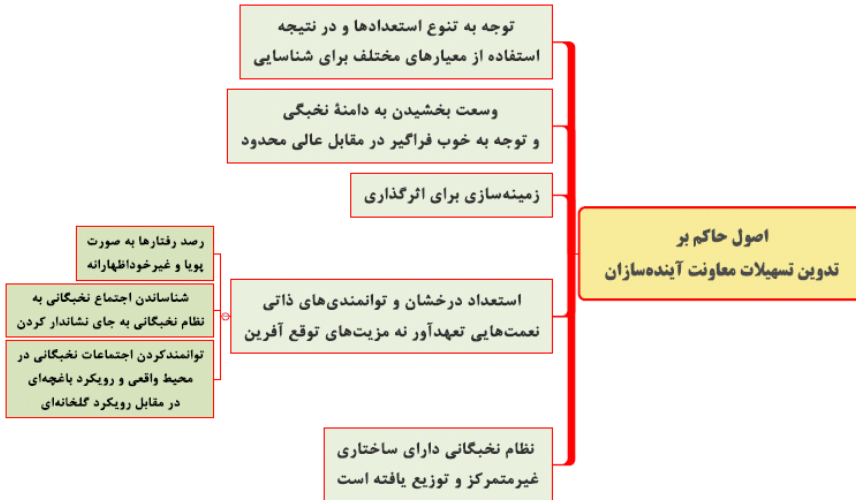 اصول حاکم بر
تدوین تسهیلات معاونت آینده‌سازان
توجه به تنوع استعدادها و در نتیجه
استفاده از معیارهای مختلف برای شناسایی
وسعت بخشیدن به دامنهٔ نخبگی
و توجه به خوب فراگیر در مقابل عالی محدود
زمینه‌سازی برای اثرگذاری
استعداد درخشان و توانمندی‌های ذاتی
نعمت‌هایی تعهدآور نه مزیت‌های توقع آفرین
رصد رفتارها به صورت
پویا و غیرخوداظهارانه
شناساندن اجتماع نخبگانی به
نظام نخبگانی به جای نشاندار کردن
توانمندکردن اجتماعات نخبگانی در
محیط واقعی و رویکرد باغچه‌ای
در مقابل رویکرد گلخانه‌ای
نظام نخبگانی دارای ساختاری
غیرمتمرکز و توزیع یافته است